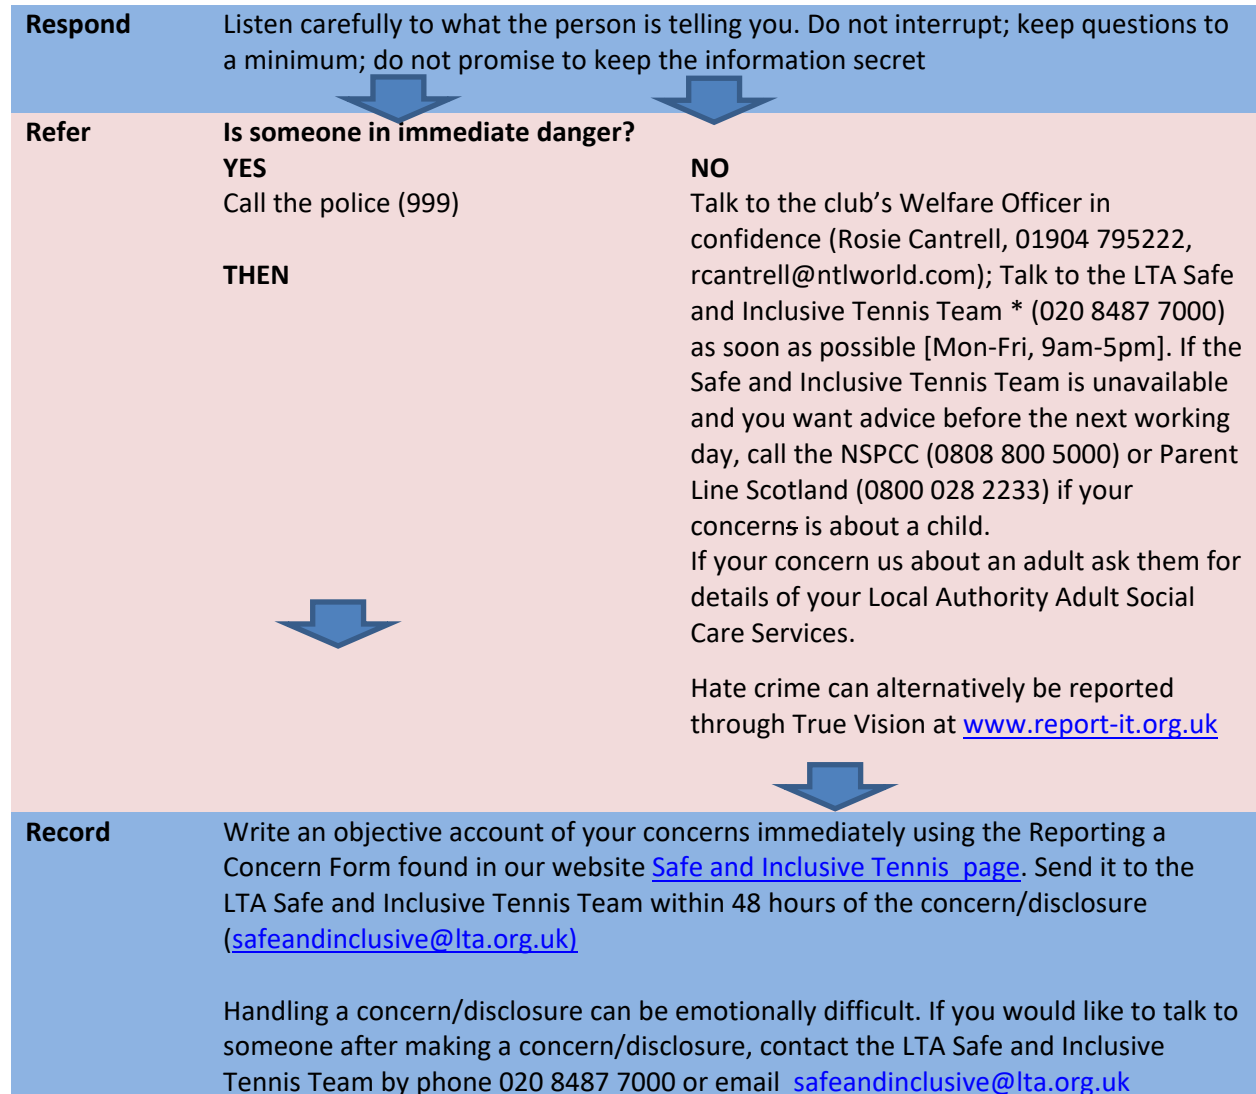 Respond
Listen carefully to what the person is telling you. Do not interrupt; keep questions to
a minimum; do not promise to keep the information secret
Refer
Is someone in immediate danger?
YES
Call the police (999)
THEN
NO
Talk to the club's Welfare Officer in
confidence (Rosie Cantrell, 01904 795222,
rcantrell@ntlworld.com); Talk to the LTA Safe
and Inclusive Tennis Team * (020 8487 7000)
as soon as possible [Mon-Fri, 9am-5pm]. If the
Safe and Inclusive Tennis Team is unavailable
and you want advice before the next working
day, call the NSPCC (0808 800 5000) or Parent
Line Scotland (0800 028 2233) if your
concerns is about a child.
If your concern us about an adult ask them for
details of your Local Authority Adult Social
Care Services.
Hate crime can alternatively be reported
through True Vision at www.report-it.org.uk
Record
Write an objective account of your concerns immediately using the Reporting a
Concern Form found in our website Safe and Inclusive Tennis  page. Send it to the
LTA Safe and Inclusive Tennis Team within 48 hours of the concern/disclosure
(safeandinclusive@lta.org.uk)
Handling a concern/disclosure can be emotionally difficult. If you would like to talk to
someone after making a concern/disclosure, contact the LTA Safe and Inclusive
Tennis Team by phone 020 8487 7000 or email  safeandinclusive@lta.org.uk